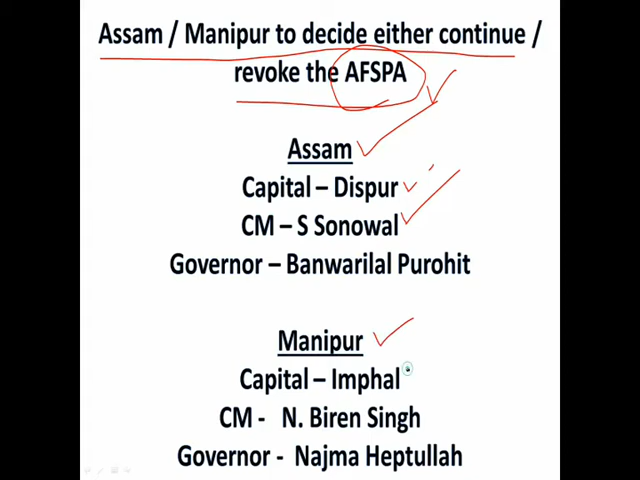 Assam / Manipur to decide either continue /
revoke the AFSPA
Assam
Capital – Dispur
CM – S Sonowal
Governor – Banwarilal Purohit
Manipur
Capital – Imphal
CM - N. Biren Singh
Governor - Najma Heptullah